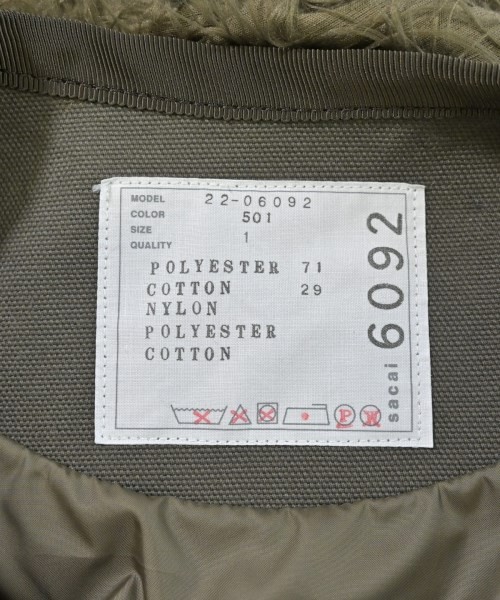 MODEL 22-06092
COLOR 501
SIZE 1
QUALITY
POLYESTER 71
COTTON 29
NYLON
POLYESTER
COTTON
P W
sacai 6092